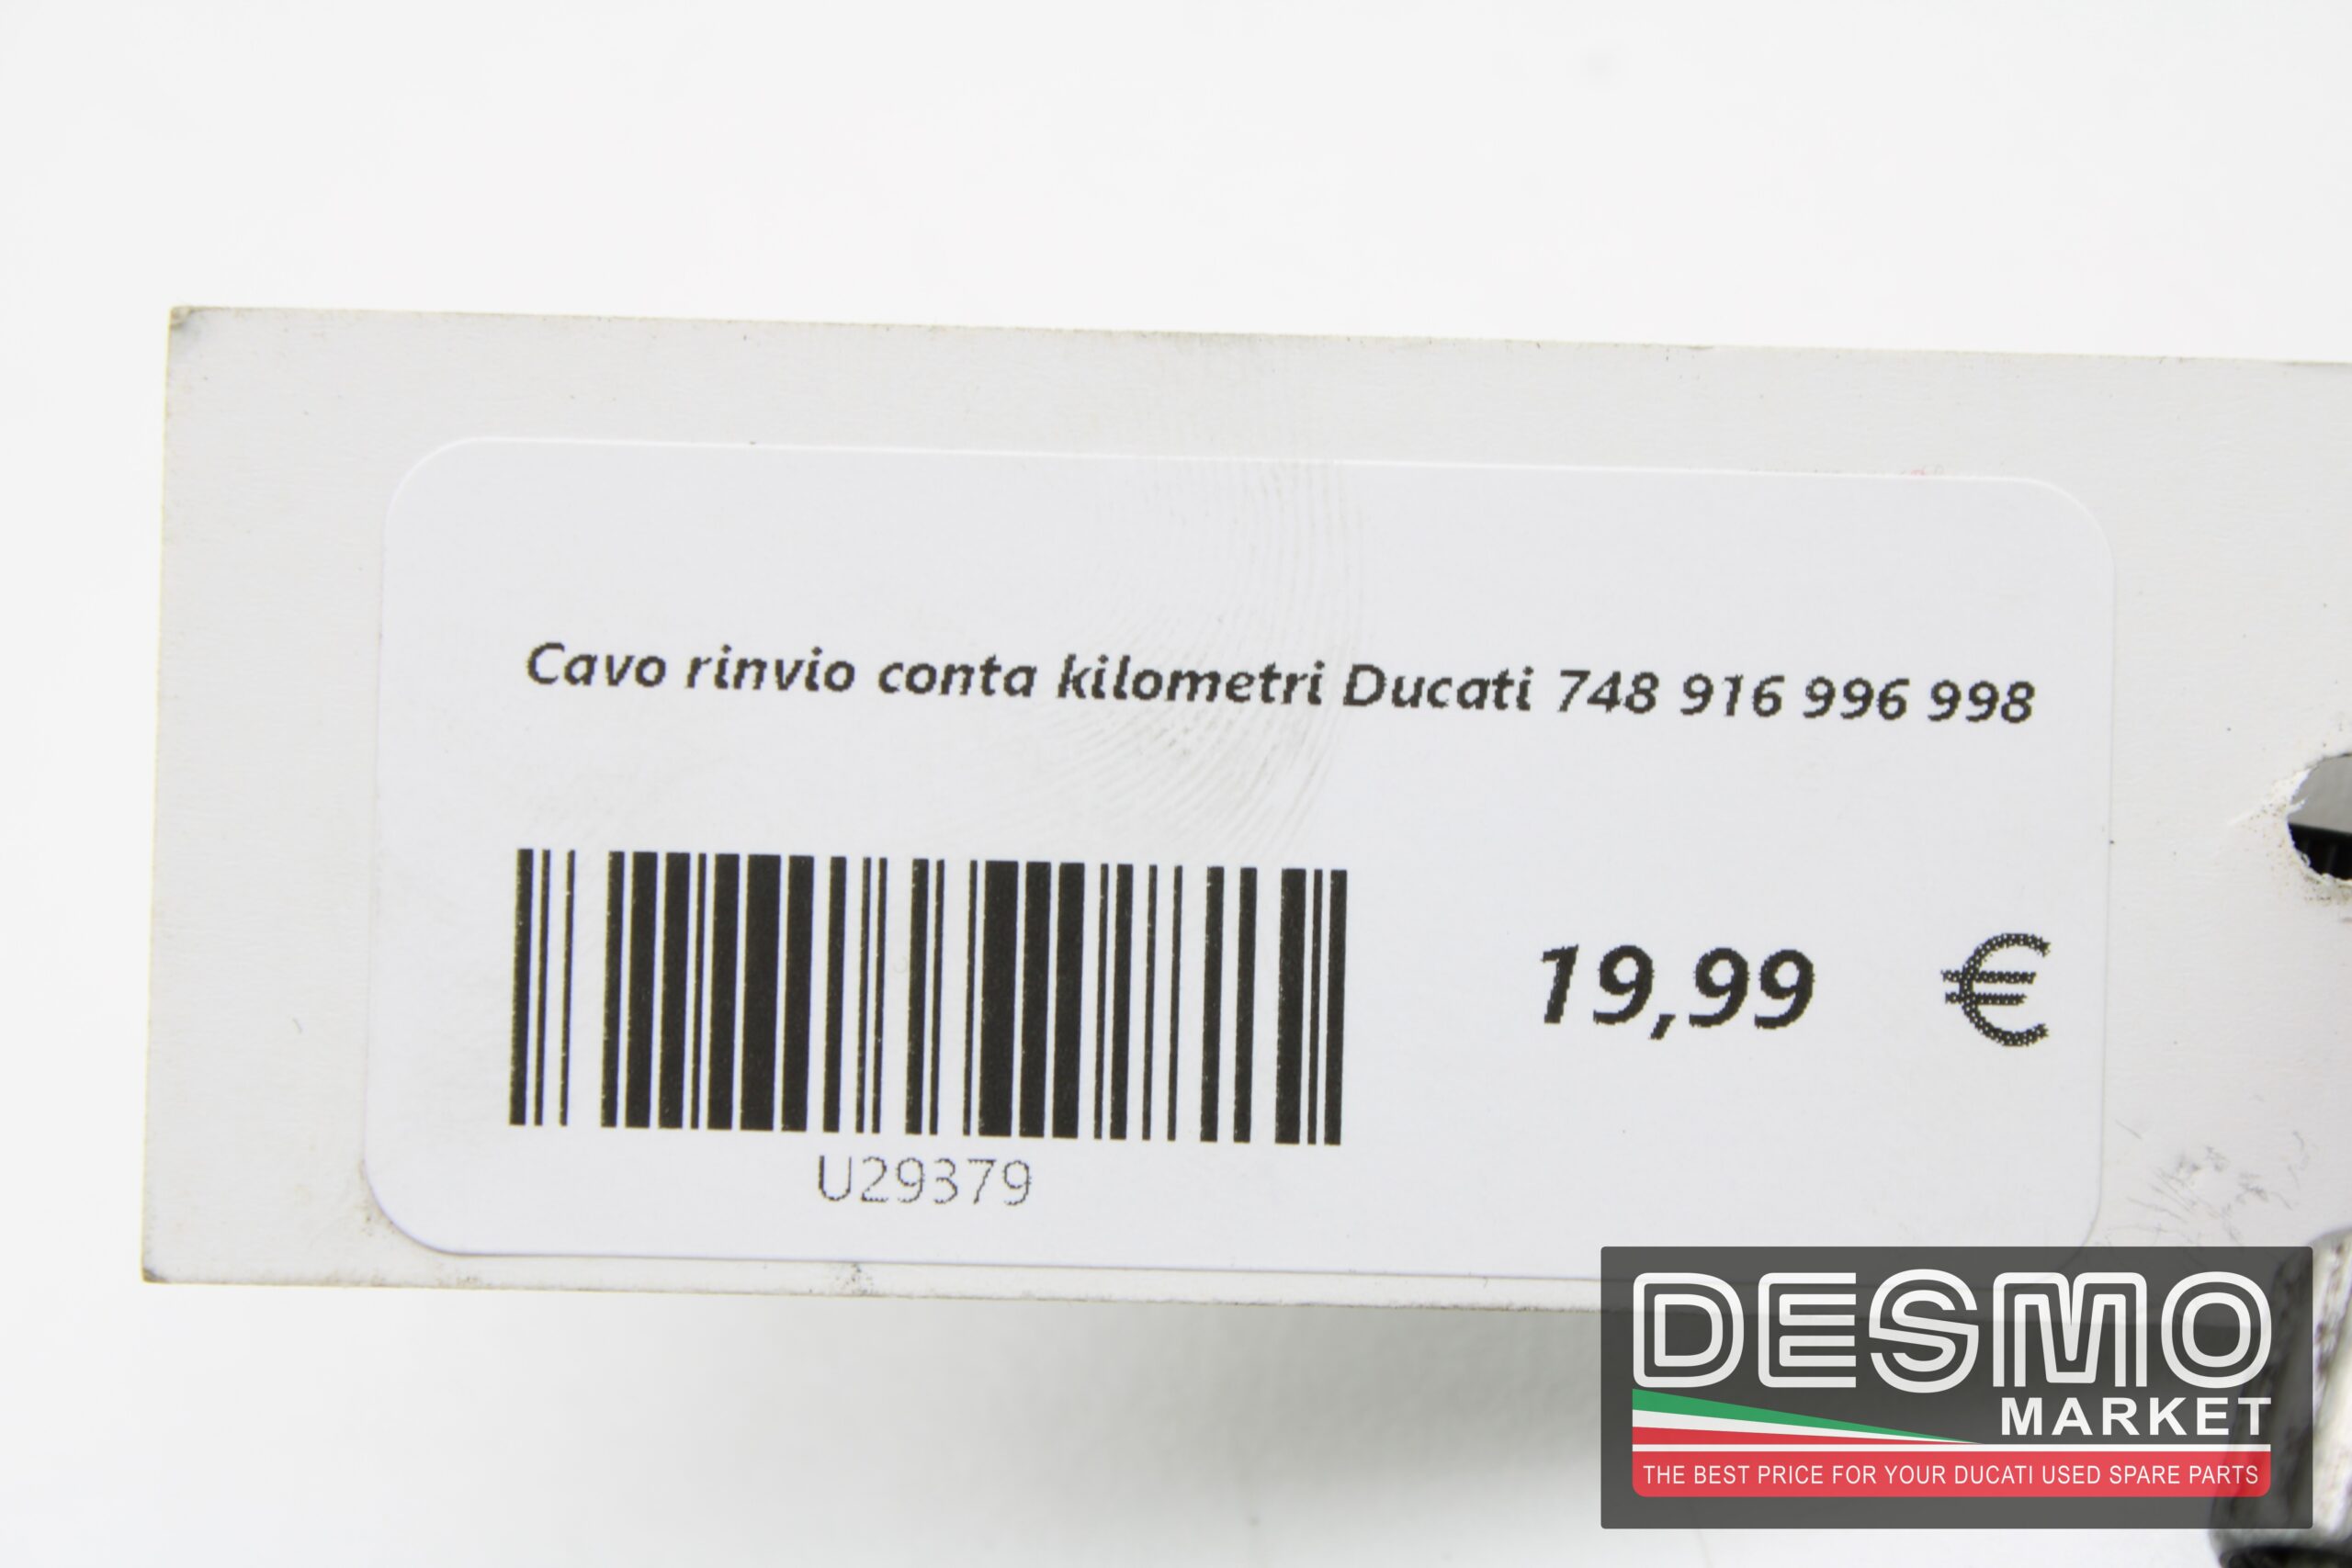 Cavo rinvio conta kilometri Ducati 748 916 996 998
19,99 €
U29379
DESMO
MARKET
THE BEST PRICE FOR YOUR DUCATI USED SPARE PARTS